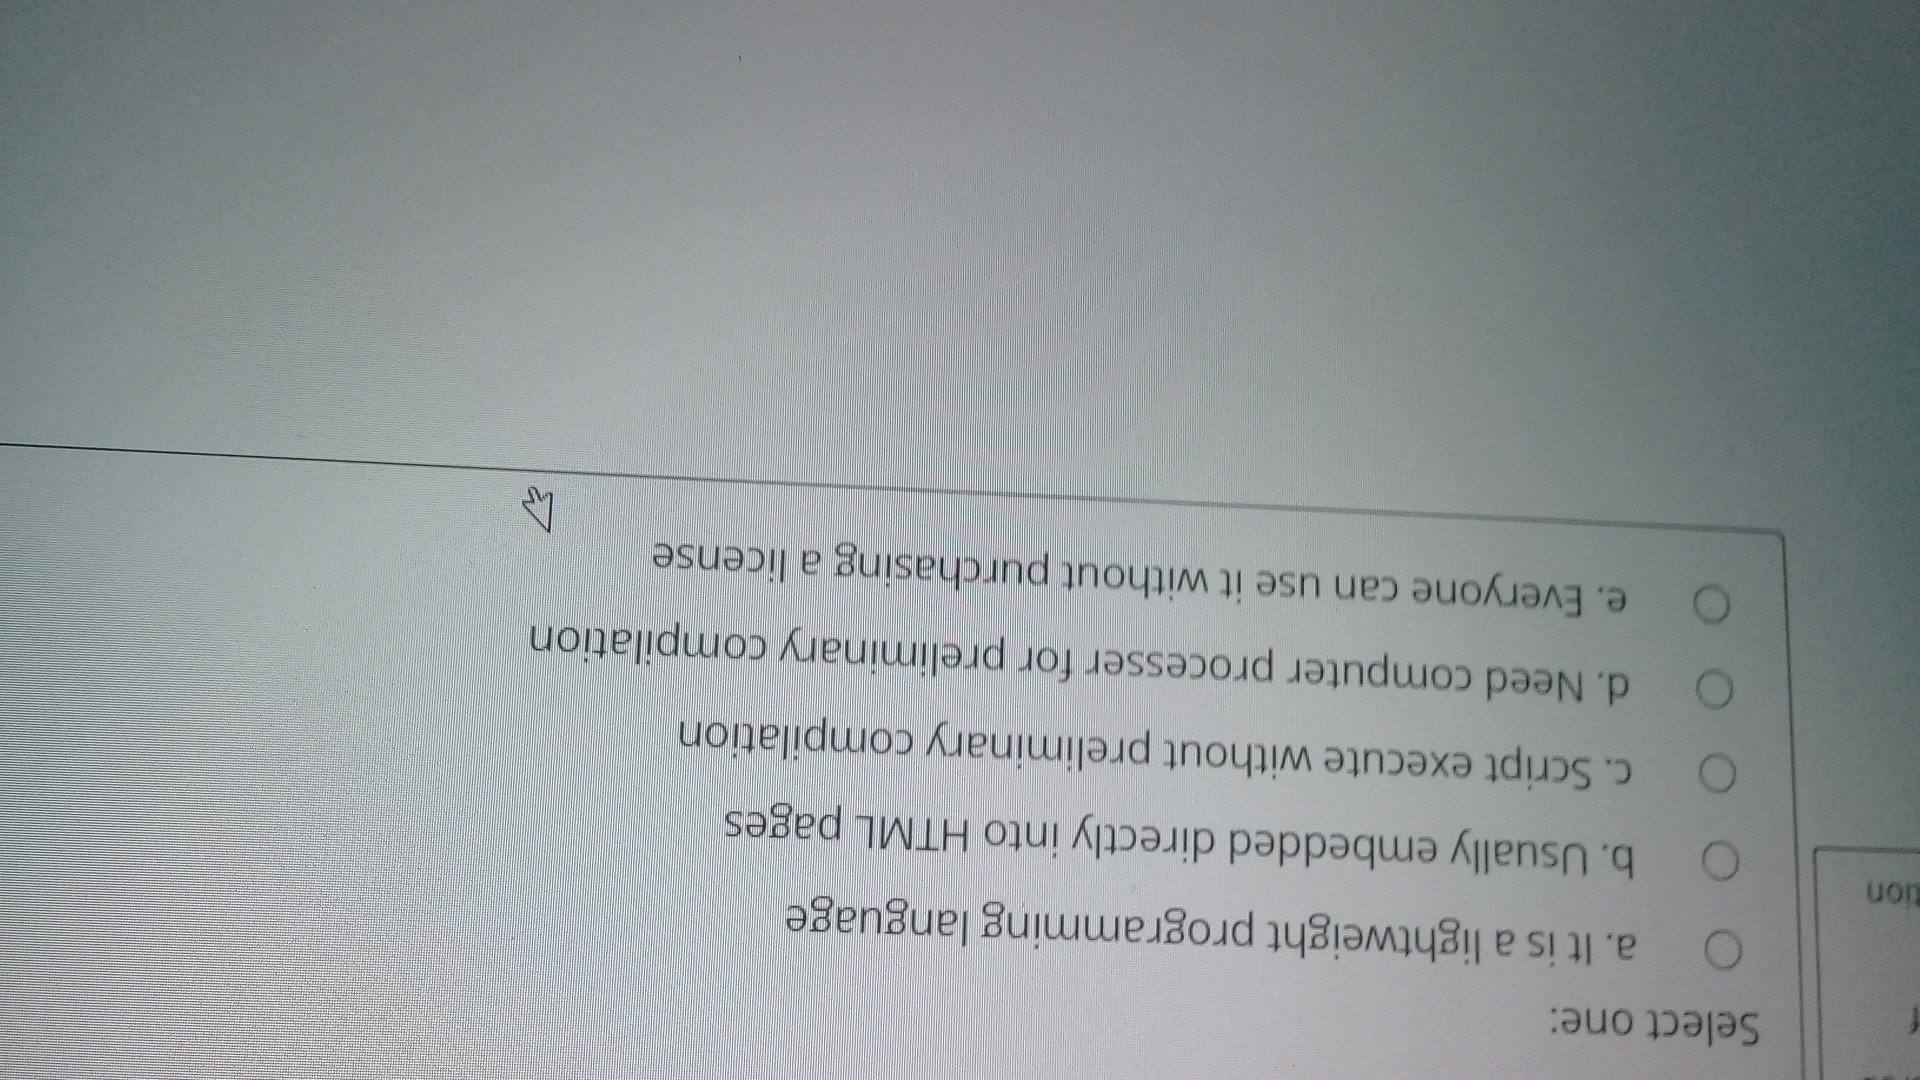 f
tion
Select one:
a. It is a lightweight programming language
b. Usually embedded directly into HTML pages
c. Script execute without preliminary compilation
d. Need computer processer for preliminary compilation
e. Everyone can use it without purchasing a license